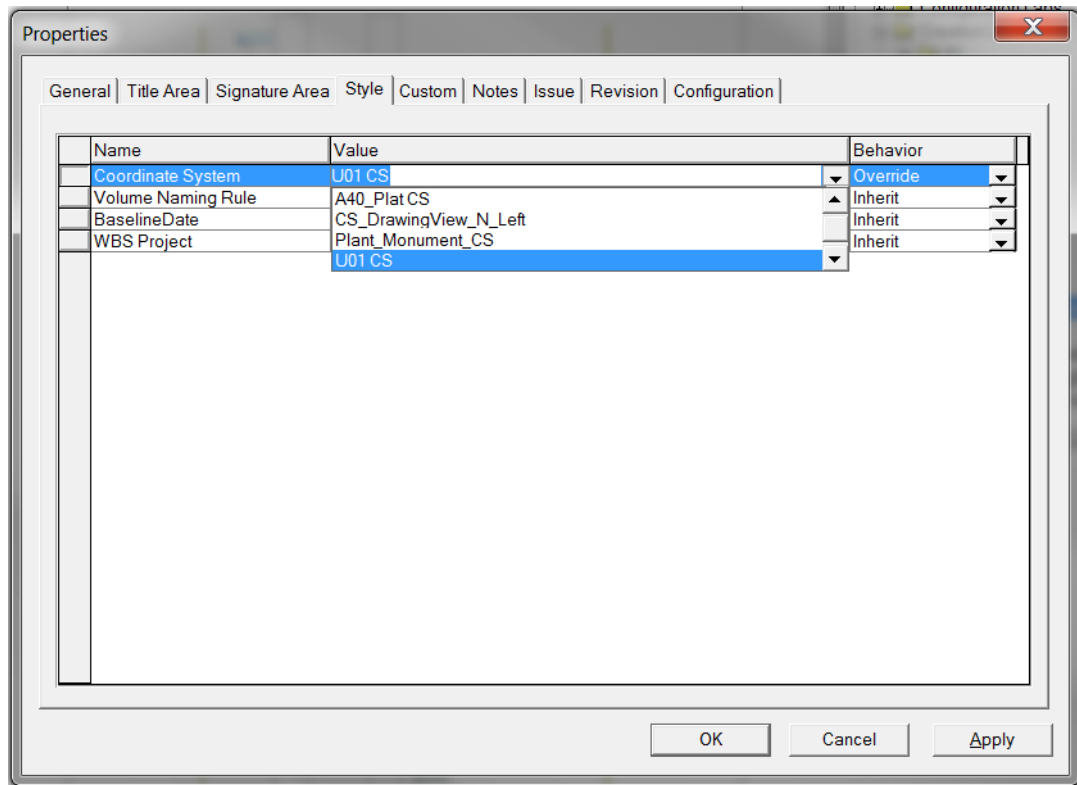 Properties
General Title Area Signature Area Style Custom Notes Issue Revision Configuration
Name Value Behavior
Coordinate System U01 CS Override
Volume Naming Rule A40_Plat CS Inherit
BaselineDate CS_DrawingView_N_Left Inherit
WBS Project Plant_Monument_CS Inherit
U01 CS
OK Cancel Apply